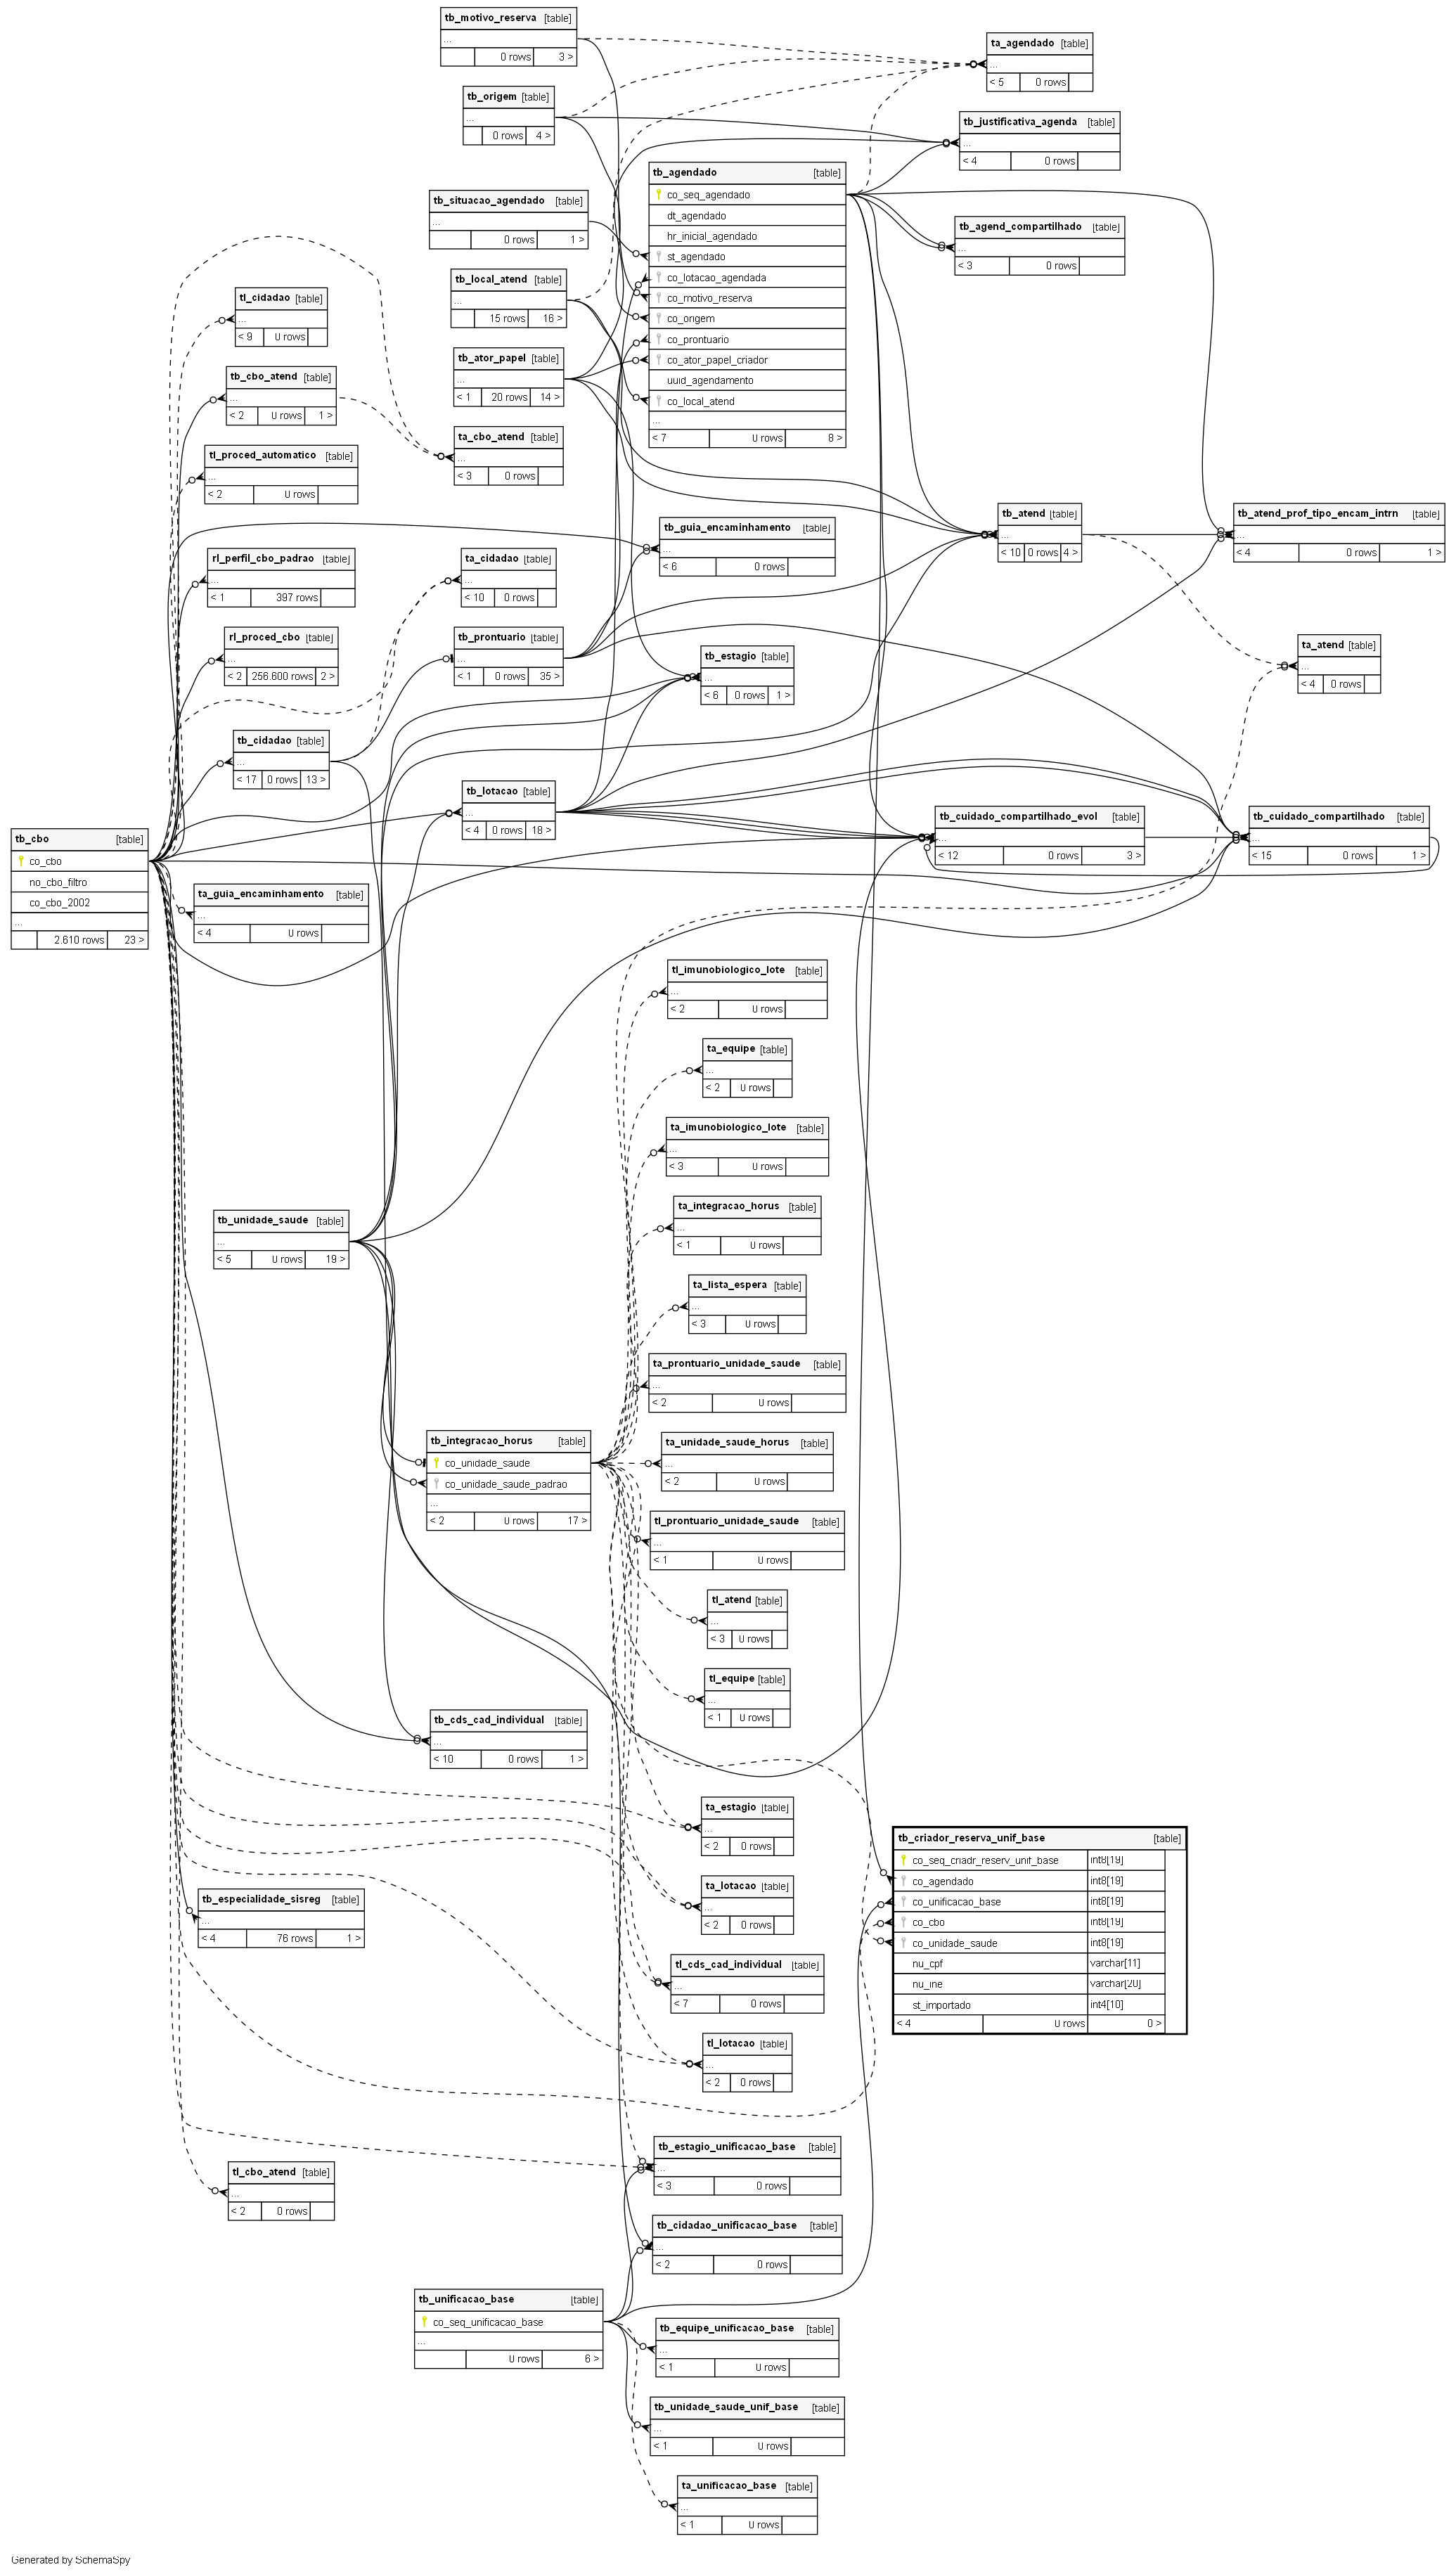 tb_motivo_reserva [table]
...
0 rows 3 >
ta_agendado [table]
...
< 5 0 rows
tb_origem [table]
...
0 rows 4 >
tb_justificativa_agenda [table]
...
< 4 0 rows
tb_agendado [table]
co_seq_agendado
dt_agendado
hr_inicial_agendado
st_agendado
co_lotacao_agendada
co_motivo_reserva
co_origem
co_prontuario
co_ator_papel_criador
uuid_agendamento
co_local_atend
...
< 7 0 rows 8 >
tb_situacao_agendado [table]
...
0 rows 1 >
tb_agend_compartilhado [table]
...
< 3 0 rows
tb_local_atend [table]
...
15 rows 16 >
tl_cidadao [table]
...
< 9 0 rows
tb_ator_papel [table]
...
< 1 20 rows 14 >
tb_cbo_atend [table]
...
< 2 0 rows 1 >
ta_cbo_atend [table]
...
< 3 0 rows
tl_proced_automatico [table]
...
< 2 0 rows
tb_atend [table]
...
< 10 0 rows 4 >
tb_atend_prof_tipo_encam_intrn [table]
...
< 4 0 rows 1 >
tb_guia_encaminhamento [table]
...
< 6 0 rows
rl_perfil_cbo_padrao [table]
...
< 1 397 rows
ta_cidadao [table]
...
< 10 0 rows
rl_proced_cbo [table]
...
< 2 256.600 rows 2 >
tb_prontuario [table]
...
< 1 0 rows 35 >
ta_atend [table]
...
< 4 0 rows
tb_estagio [table]
...
< 6 0 rows 1 >
tb_cidadao [table]
...
< 17 0 rows 13 >
tb_lotacao [table]
...
< 4 0 rows 18 >
tb_cuidado_compartilhado_evol [table]
...
< 12 0 rows 3 >
tb_cuidado_compartilhado [table]
...
< 15 0 rows 1 >
tb_cbo [table]
co_cbo
no_cbo_filtro
co_cbo_2002
...
2.610 rows 23 >
ta_guia_encaminhamento [table]
...
< 4 0 rows
tl_imunobiologico_lote [table]
...
< 2 0 rows
ta_equipe [table]
...
< 2 0 rows
ta_imunobiologico_lote [table]
...
< 3 0 rows
ta_integracao_horus [table]
...
< 1 0 rows
tb_unidade_saude [table]
...
< 5 0 rows 19 >
ta_lista_espera [table]
...
< 3 0 rows
ta_prontuario_unidade_saude [table]
...
< 2 0 rows
tb_integracao_horus [table]
co_unidade_saude
co_unidade_saude_padrao
...
< 2 0 rows 17 >
ta_unidade_saude_horus [table]
...
< 2 0 rows
tl_prontuario_unidade_saude [table]
...
< 1 0 rows
tl_atend [table]
...
< 3 0 rows
tl_equipe [table]
...
< 1 0 rows
tb_cds_cad_individual [table]
...
< 10 0 rows 1 >
ta_estagio [table]
...
< 2 0 rows
tb_criador_reserva_unif_base [table]
co_seq_criadr_reserv_unif_base int8[19]
co_agendado int8[19]
co_unificacao_base int8[19]
co_cbo int8[19]
co_unidade_saude int8[19]
nu_cpf varchar[11]
nu_ine varchar[20]
st_importado int4[10]
< 4 0 rows 0 >
ta_lotacao [table]
...
< 2 0 rows
tb_especialidade_sisreg [table]
...
< 4 76 rows 1 >
tl_cds_cad_individual [table]
...
< 7 0 rows
tl_lotacao [table]
...
< 2 0 rows
tb_estagio_unificacao_base [table]
...
< 3 0 rows
tl_cbo_atend [table]
...
< 2 0 rows
tb_cidadao_unificacao_base [table]
...
< 2 0 rows
tb_unificacao_base [table]
co_seq_unificacao_base
...
0 rows 6 >
tb_equipe_unificacao_base [table]
...
< 1 0 rows
tb_unidade_saude_unif_base [table]
...
< 1 0 rows
ta_unificacao_base [table]
...
< 1 0 rows
Generated by SchemaSpy